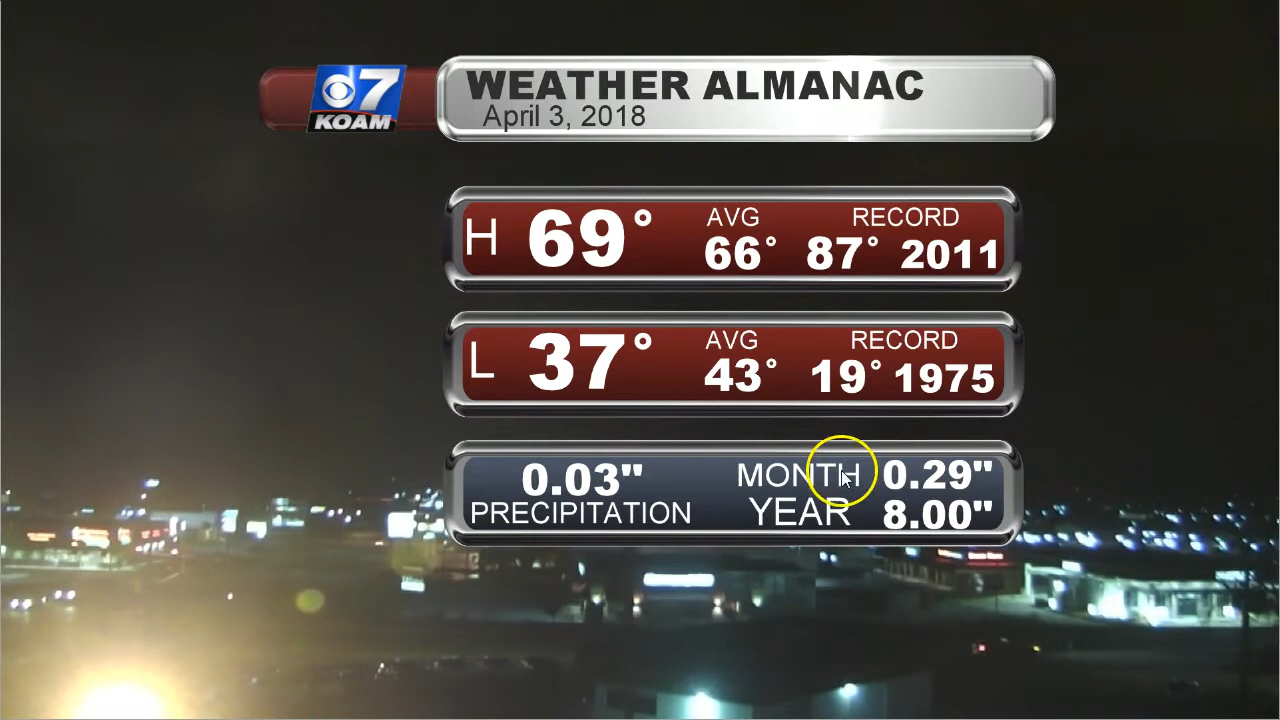 7
KOAM
WEATHER ALMANAC
April 3, 2018
H 69° AVG 66° RECORD 87° 2011
L 37° AVG 43° RECORD 19° 1975
0.03" MONTH 0.29"
PRECIPITATION YEAR 8.00"